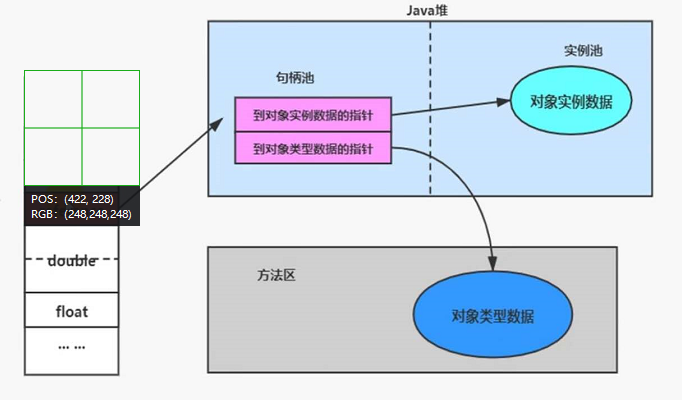 Java堆
实例池
句柄池
到对象实例数据的指针
对象实例数据
到对象类型数据的指针
POS: (422, 228)
RGB: (248,248,248)
double
方法区
float
对象类型数据
... ...